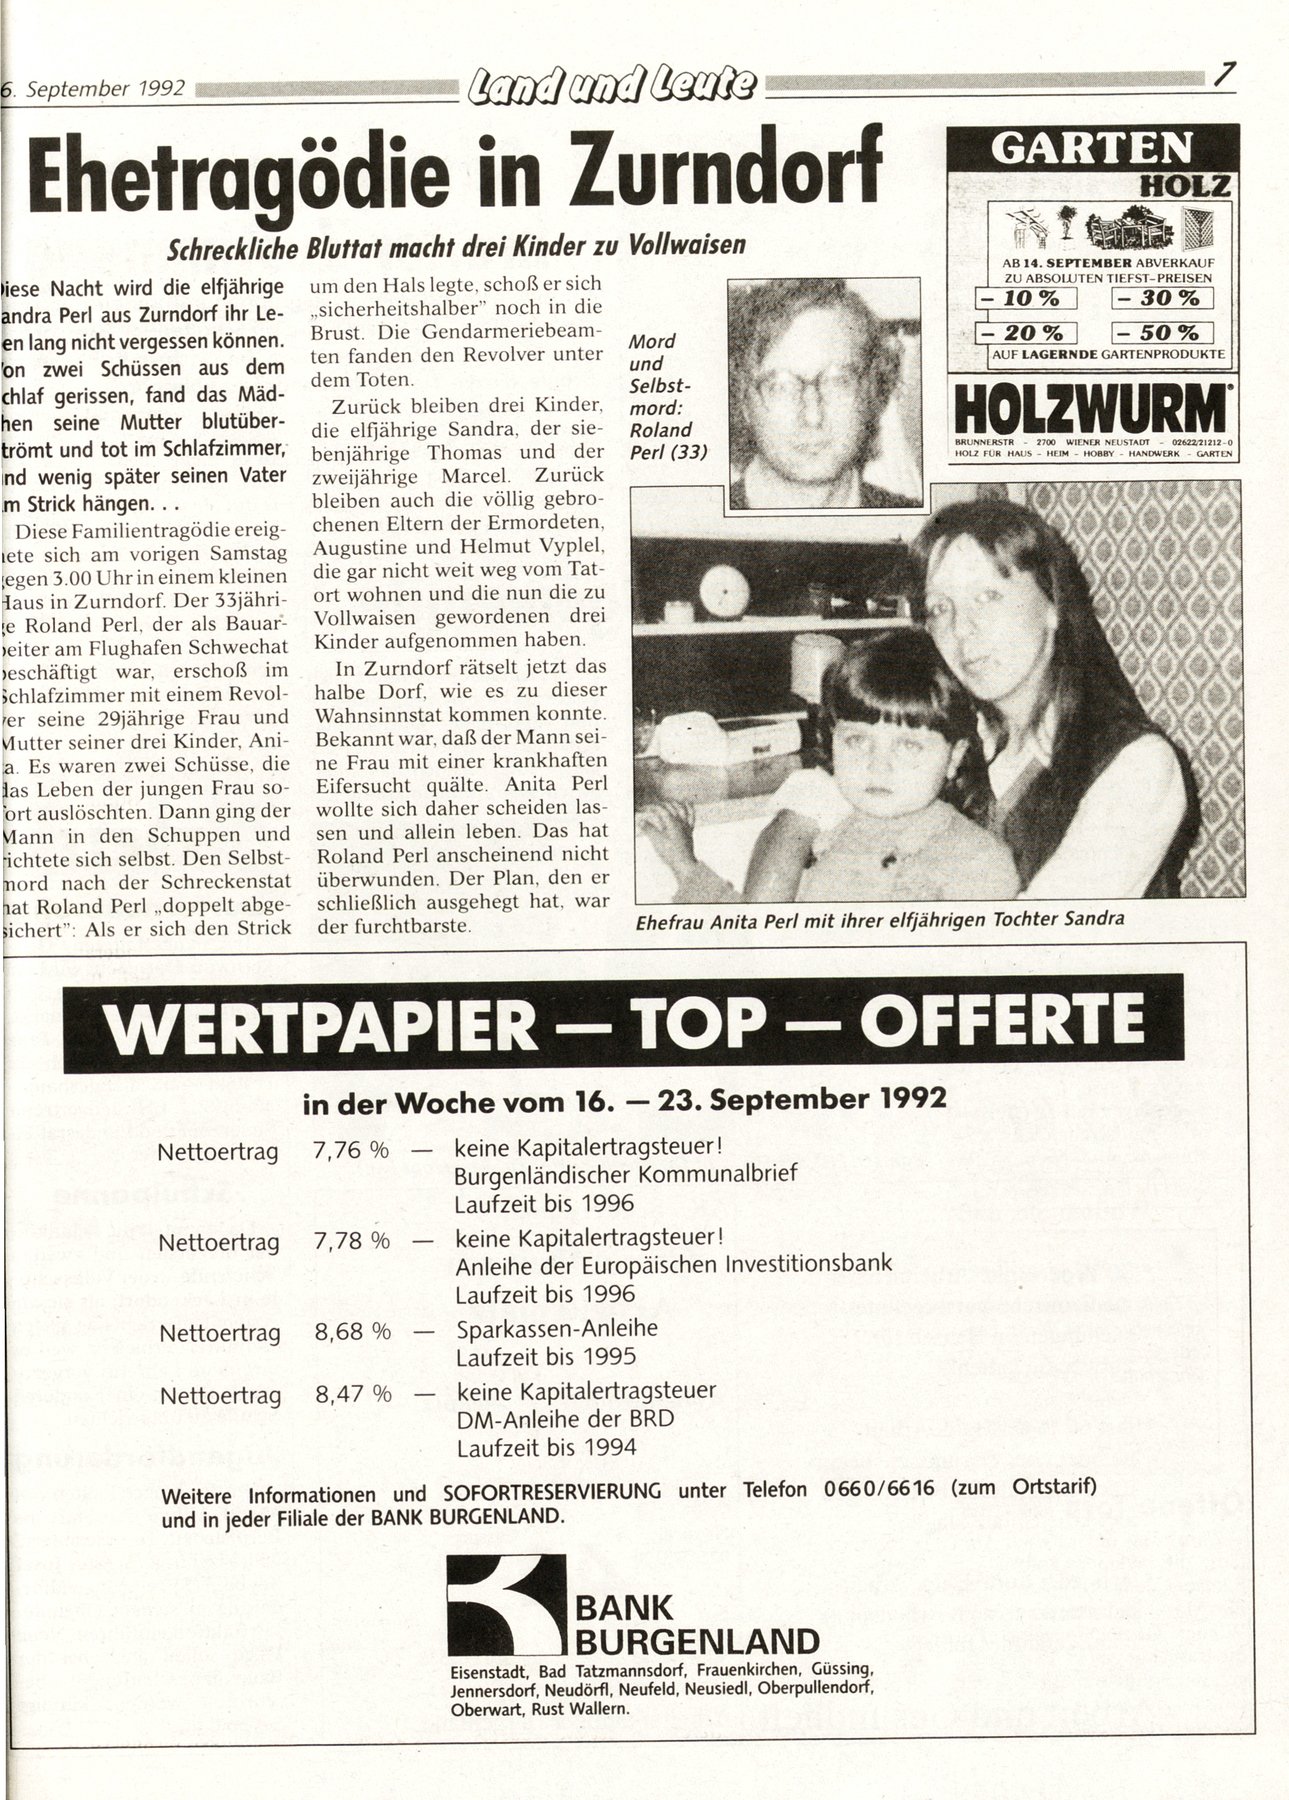 6. September 1992
Land und Leute
7
Ehetragödie in Zurndorf
Schreckliche Bluttat macht drei Kinder zu Vollwaisen
iese Nacht wird die elfjährige
andra Perl aus Zurndorf ihr Le-
en lang nicht vergessen können.
on zwei Schüssen aus dem
chlaf gerissen, fand das Mäd-
hen seine Mutter blutüber-
trömt und tot im Schlafzimmer,
nd wenig später seinen Vater
m Strick hängen. . .
Diese Familientragödie ereig-
ete sich am vorigen Samstag
egen 3.00 Uhr in einem kleinen
Haus in Zurndorf. Der 33jähri-
ge Roland Perl, der als Bauar-
beiter am Flughafen Schwechat
beschäftigt war, erschoß im
Schlafzimmer mit einem Revol-
er seine 29jährige Frau und
Mutter seiner drei Kinder, Ani-
a. Es waren zwei Schüsse, die
das Leben der jungen Frau so-
fort auslöschten. Dann ging der
Mann in den Schuppen und
richtete sich selbst. Den Selbst-
mord nach der Schreckenstat
hat Roland Perl „doppelt abge-
sichert”: Als er sich den Strick
um den Hals legte, schoß er sich
„sicherheitshalber” noch in die
Brust. Die Gendarmeriebeam-
ten fanden den Revolver unter
dem Toten.
Zurück bleiben drei Kinder,
die elfjährige Sandra, der sie-
benjährige Thomas und der
zweijährige Marcel. Zurück
bleiben auch die völlig gebro-
chenen Eltern der Ermordeten,
Augustine und Helmut Vyplel,
die gar nicht weit weg vom Tat-
ort wohnen und die nun die zu
Vollwaisen gewordenen drei
Kinder aufgenommen haben.
In Zurndorf rätselt jetzt das
halbe Dorf, wie es zu dieser
Wahnsinnstat kommen konnte.
Bekannt war, daß der Mann sei-
ne Frau mit einer krankhaften
Eifersucht quälte. Anita Perl
wollte sich daher scheiden las-
sen und allein leben. Das hat
Roland Perl anscheinend nicht
überwunden. Der Plan, den er
schließlich ausgehegt hat, war
der furchtbarste.
Mord
und
Selbst-
mord:
Roland
Perl (33)
Ehefrau Anita Perl mit ihrer elfjährigen Tochter Sandra
GARTEN
HOLZ
AB 14. SEPTEMBER ABVERKAUF
ZU ABSOLUTEN TIEFST-PREISEN
– 10 % – 30 %
– 20 % – 50 %
AUF LAGERNDE GARTENPRODUKTE
HOLZWURM®
BRUNNERSTR - 2700 WIENER NEUSTADT - 02622/21212-0
HOLZ FÜR HAUS - HEIM - HOBBY - HANDWERK - GARTEN
WERTPAPIER — TOP — OFFERTE
in der Woche vom 16. — 23. September 1992
Nettoertrag 7,76 % — keine Kapitalertragsteuer!
Burgenländischer Kommunalbrief
Laufzeit bis 1996
Nettoertrag 7,78 % — keine Kapitalertragsteuer!
Anleihe der Europäischen Investitionsbank
Laufzeit bis 1996
Nettoertrag 8,68 % — Sparkassen-Anleihe
Laufzeit bis 1995
Nettoertrag 8,47 % — keine Kapitalertragsteuer
DM-Anleihe der BRD
Laufzeit bis 1994
Weitere Informationen und SOFORTRESERVIERUNG unter Telefon 0660/6616 (zum Ortstarif)
und in jeder Filiale der BANK BURGENLAND.
BANK
BURGENLAND
Eisenstadt, Bad Tatzmannsdorf, Frauenkirchen, Güssing,
Jennersdorf, Neudörfl, Neufeld, Neusiedl, Oberpullendorf,
Oberwart, Rust Wallern.